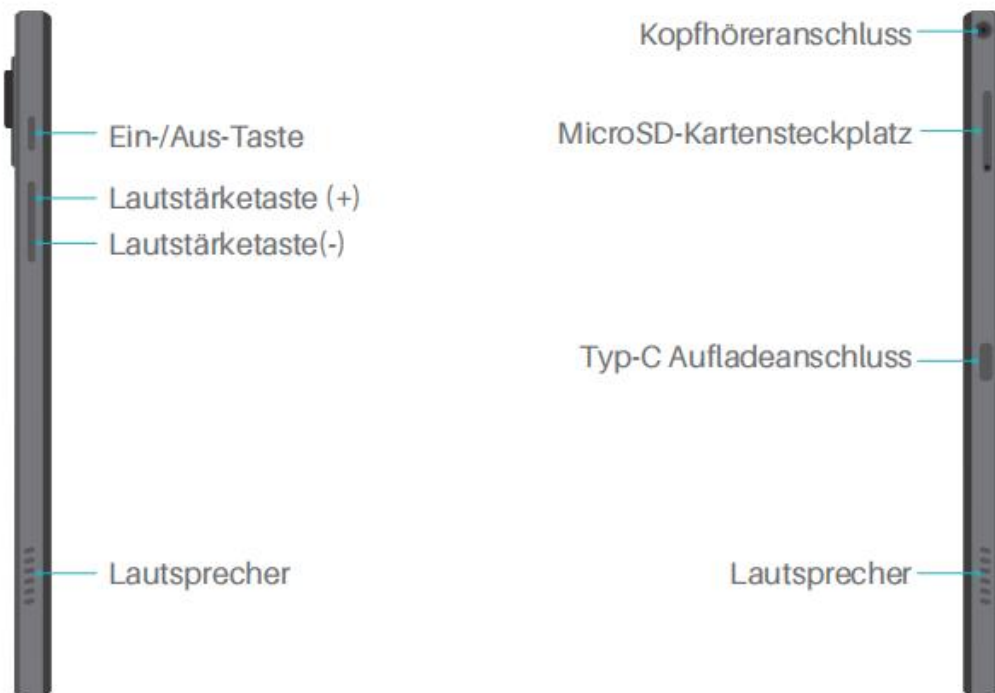 Ein-/Aus-Taste
Lautstärketaste (+)
Lautstärketaste(-)
Lautsprecher
Kopfhöreranschluss
MicroSD-Kartensteckplatz
Typ-C Aufladeanschluss
Lautsprecher